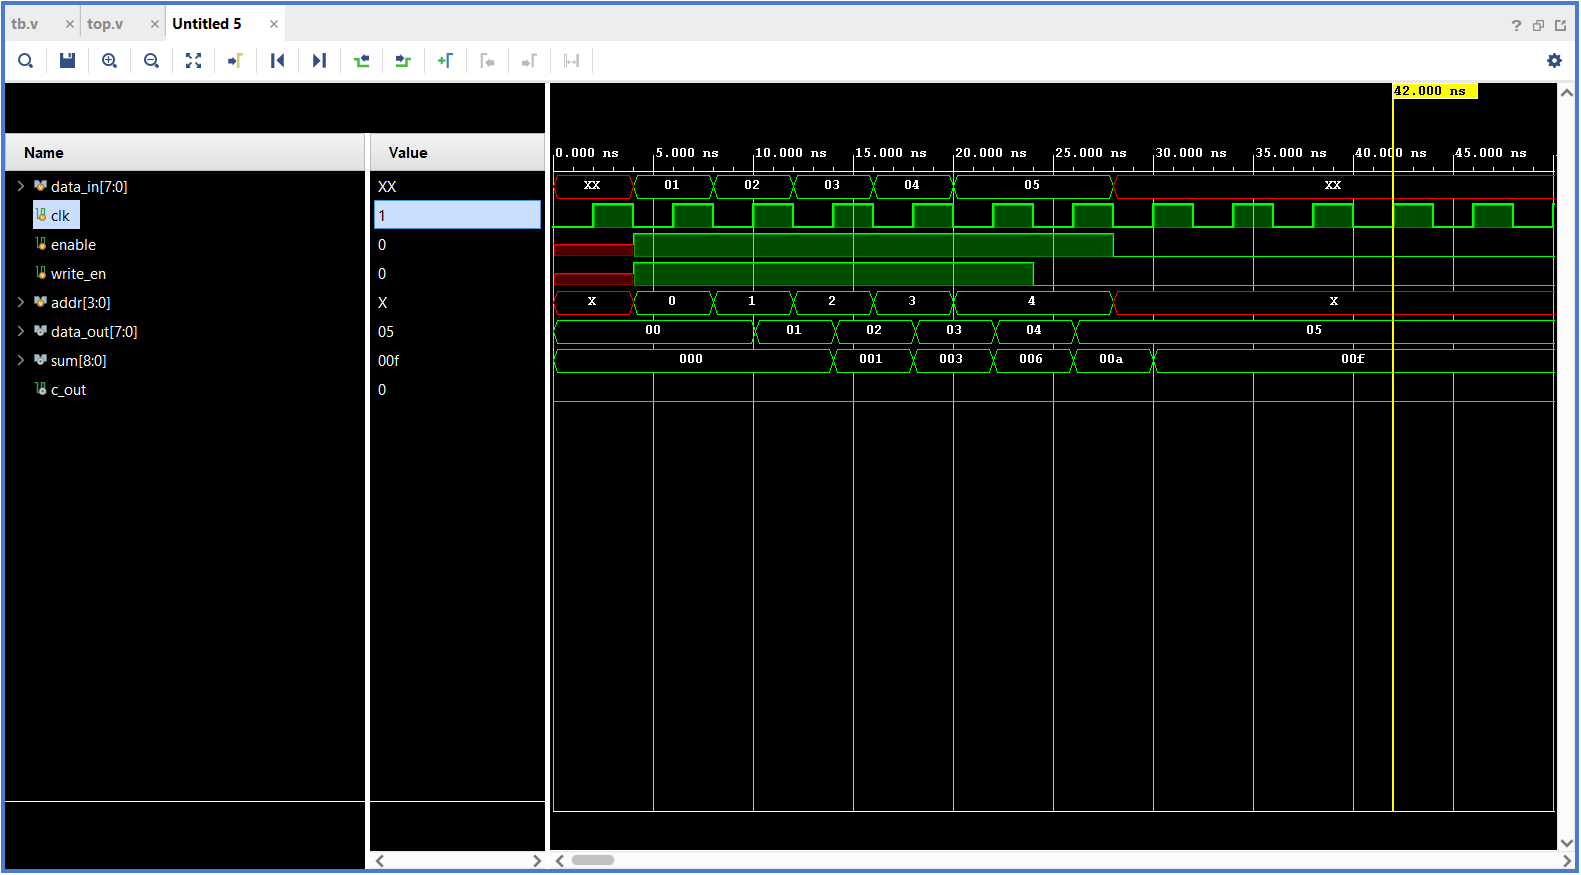 tb.v × top.v × Untitled 5 ×
?
42.000 ns
Name Value
0.000 ns 5.000 ns 10.000 ns 15.000 ns 20.000 ns 25.000 ns 30.000 ns 35.000 ns 40.000 ns 45.000 ns
data_in[7:0] XX XX 01 02 03 04 05 XX
clk 1
enable 0
write_en 0
addr[3:0] X X 0 1 2 3 4 X
data_out[7:0] 05 00 01 02 03 04 05
sum[8:0] 00f 000 001 003 006 00a 00f
c_out 0